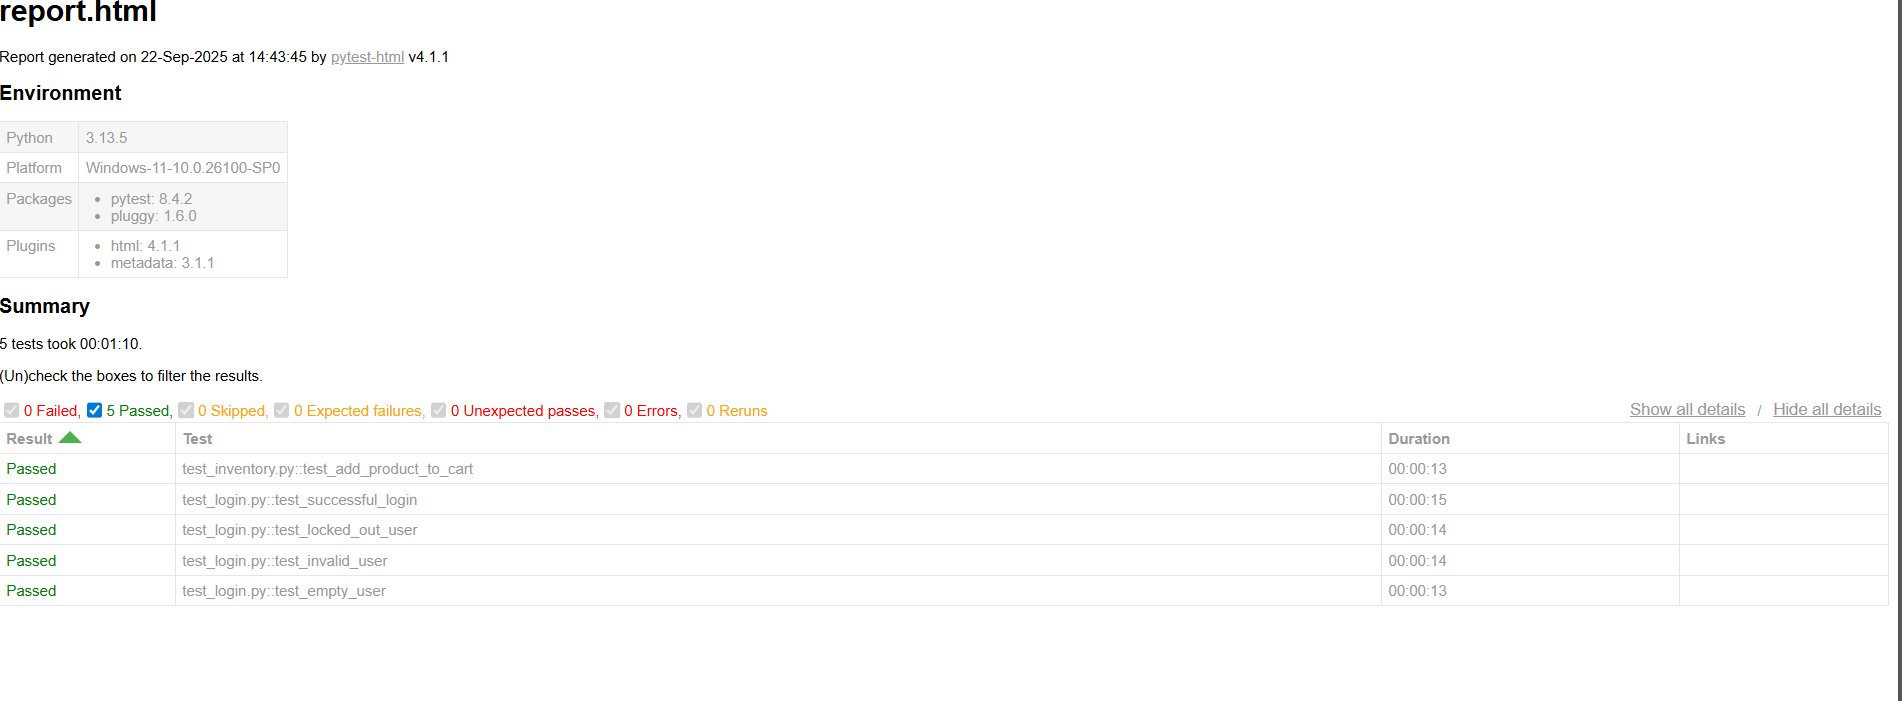 report.html
Report generated on 22-Sep-2025 at 14:43:45 by pytest-html v4.1.1
Environment
Python 3.13.5
Platform Windows-11-10.0.26100-SP0
Packages • pytest: 8.4.2
• pluggy: 1.6.0
Plugins • html: 4.1.1
• metadata: 3.1.1
Summary
5 tests took 00:01:10.
(Un)check the boxes to filter the results.
0 Failed, 5 Passed, 0 Skipped, 0 Expected failures, 0 Unexpected passes, 0 Errors, 0 Reruns Show all details / Hide all details
Result Test Duration Links
Passed test_inventory.py::test_add_product_to_cart 00:00:13
Passed test_login.py::test_successful_login 00:00:15
Passed test_login.py::test_locked_out_user 00:00:14
Passed test_login.py::test_invalid_user 00:00:14
Passed test_login.py::test_empty_user 00:00:13